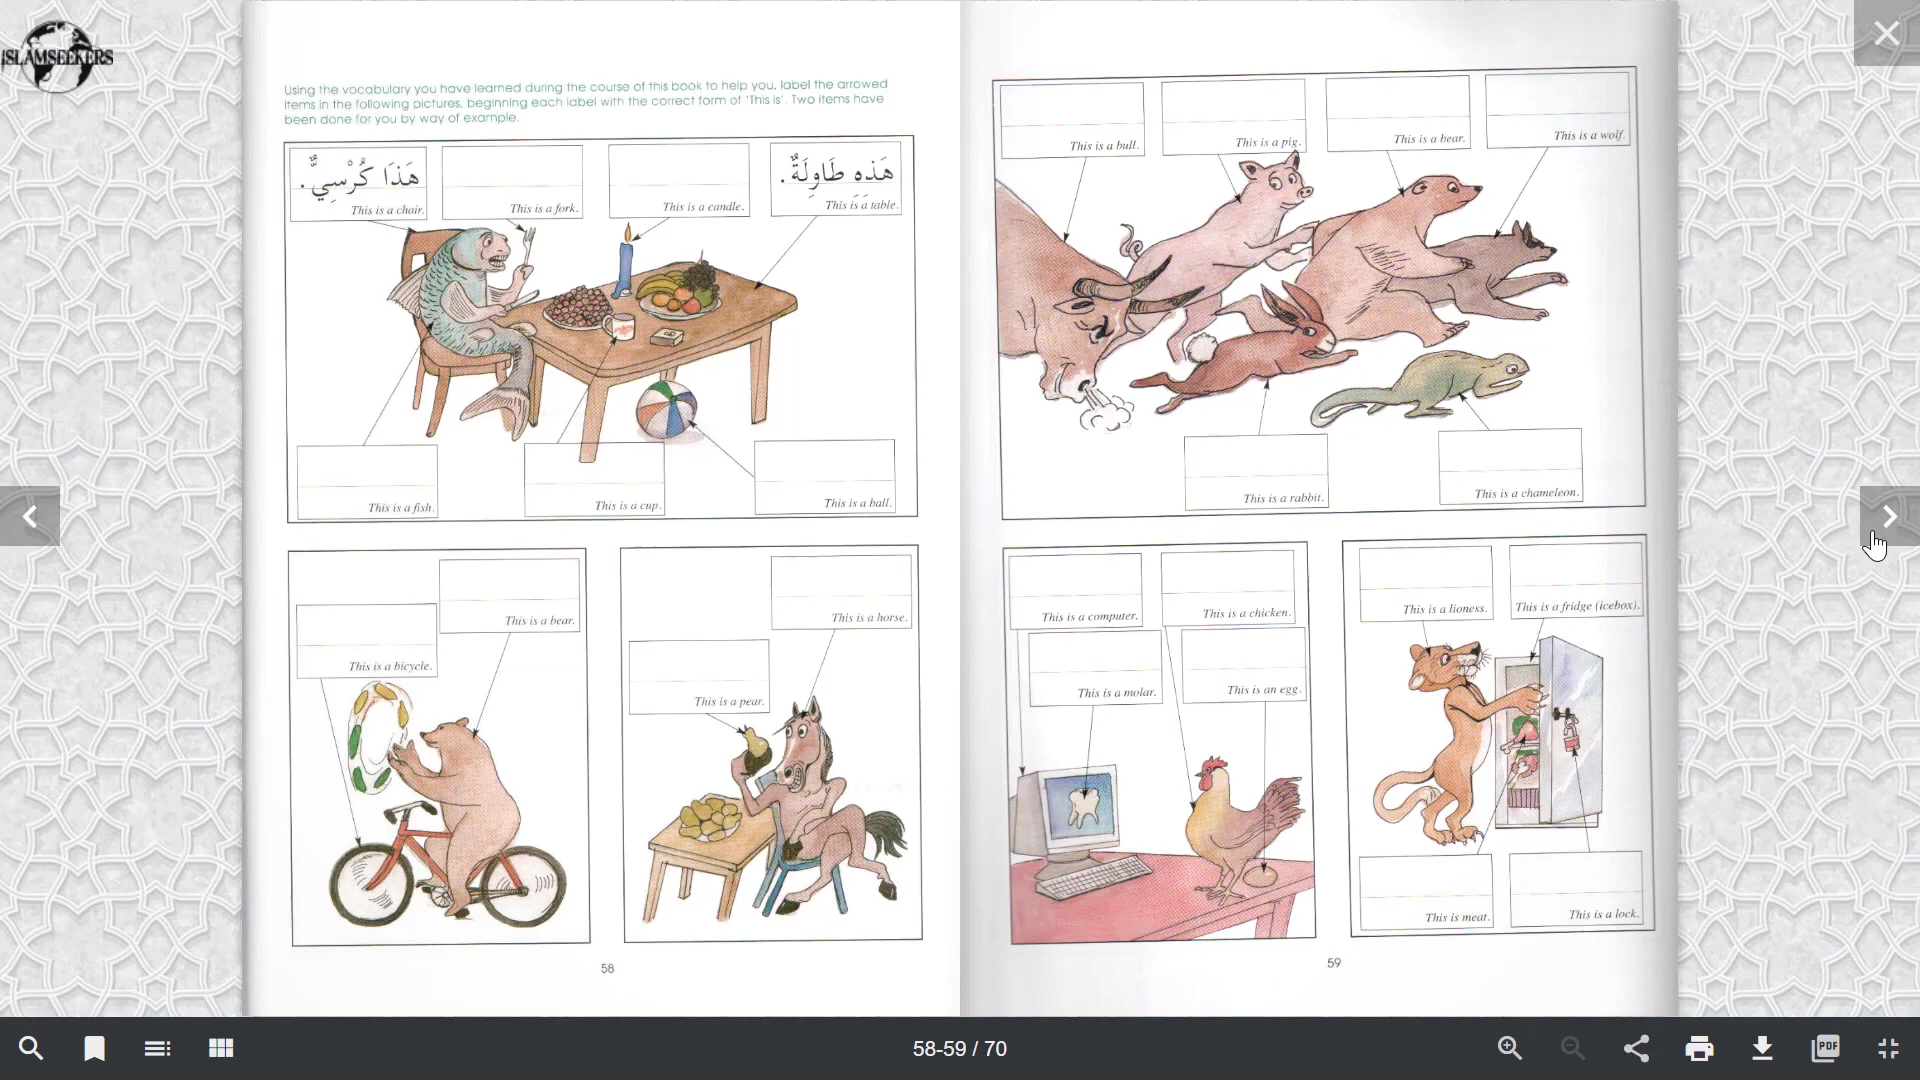 ISLAMSEEKERS
Using the vocabulary you have learned during the course of this book to help you, label the arrowed
items in the following pictures, beginning each label with the correct form of 'This is'. Two items have
been done for you by way of example.
هَذَا كُرْسِيٌّ.
This is a chair.
This is a fork.
This is a candle.
هَذِهِ طَاوِلَةٌ.
This is a table.
This is a fish.
This is a cup.
This is a ball.
This is a bear.
This is a bicycle.
This is a horse.
This is a pear.
58
This is a bull.
This is a pig.
This is a bear.
This is a wolf.
This is a rabbit.
This is a chameleon.
This is a computer.
This is a chicken.
This is a molar.
This is an egg.
This is a lioness.
This is a fridge (icebox).
This is meat.
This is a lock.
59
58-59 / 70
PDF